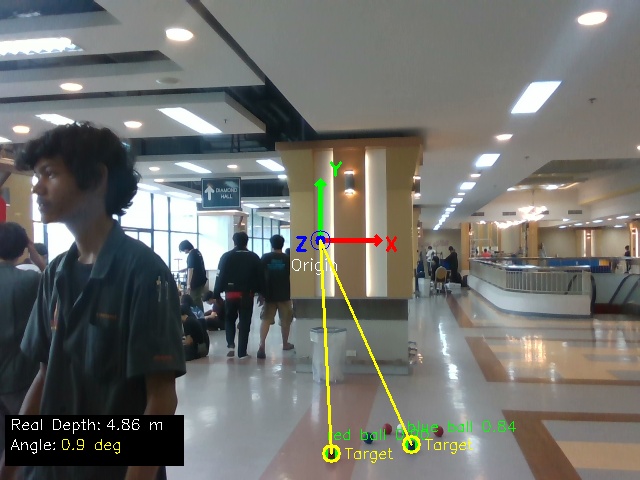 DIAMOND
HALL
Y
Z
X
Origin
ed ball
blue ball 0.84
Target
Target
Real Depth: 4.86 m
Angle: 0.9 deg